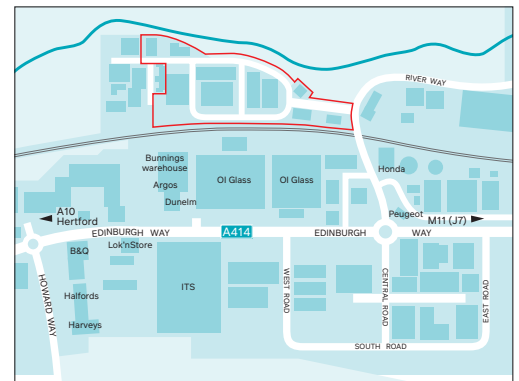 RIVER WAY
Bunnings
warehouse
Argos
Dunelm
OI Glass
OI Glass
Honda
Peugeot
A10
Hertford
M11 (J7)
EDINBURGH WAY
A414
EDINBURGH WAY
B&Q
Lok'nStore
HOWARD WAY
Halfords
Harveys
ITS
WEST ROAD
CENTRAL ROAD
EAST ROAD
SOUTH ROAD